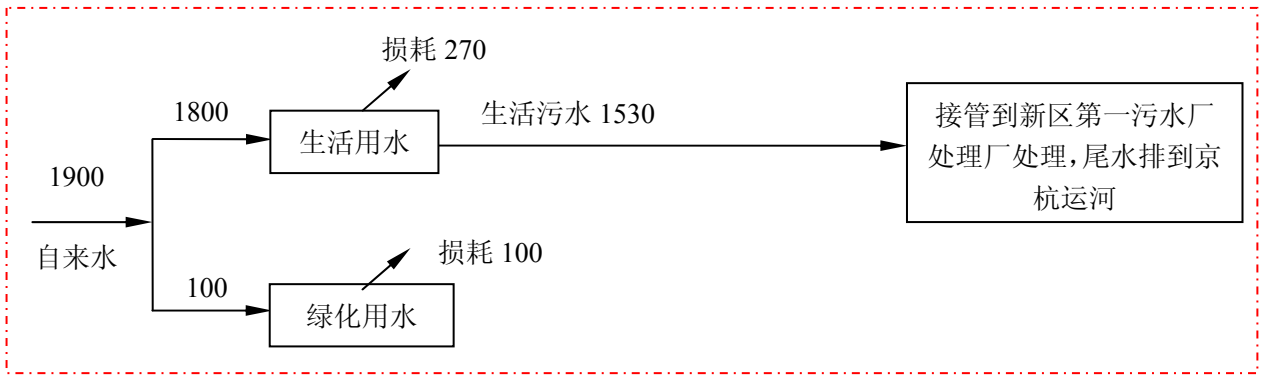 损耗 270
1800
生活用水
生活污水 1530
接管到新区第一污水厂
处理厂处理，尾水排到京
杭运河
1900
自来水
损耗 100
100
绿化用水